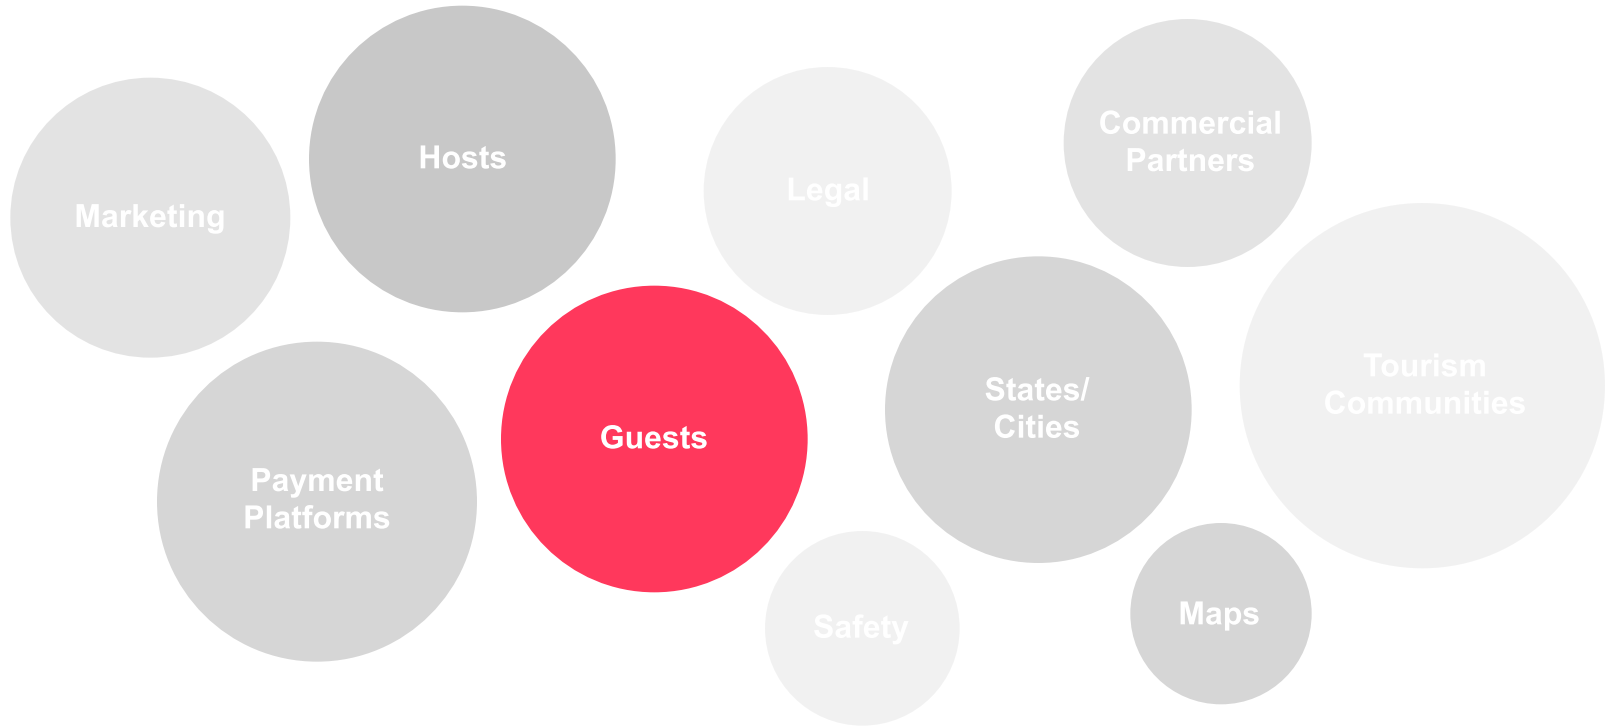 Commercial
Partners
Hosts
Legal
Marketing
Tourism
Communities
States/
Cities
Guests
Payment
Platforms
Safety
Maps